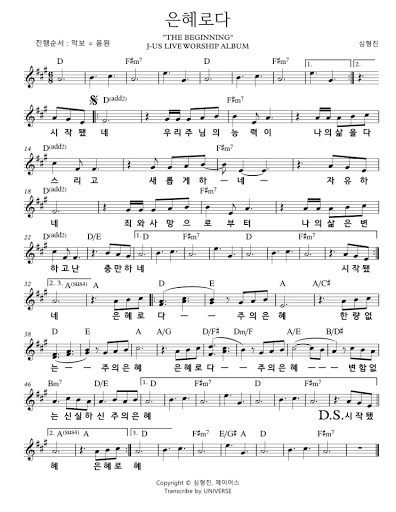 은혜로다
"THE BEGINNING"
진행순서 : 악보 = 음원 J-US LIVE WORSHIP ALBUM 심형진
D F♯m7 1. 2.
D(add2) F♯m7
시작됐네 우리주님의능력이 나의삶을다
14 D(add2) F♯m7
스리고 새롭게하-네- 자유하
18 D(add2) F♯m7
네 죄와사망으로부터 나의삶은변
22 D D/E 1. D F♯m7 D F♯m7
하고난 충만하네 시작됐
30 2. 3. A(sus4) A D E A A/C♯
네 은혜로다-- 주의은혜 한량없
38 D E A A/G D/F♯ Dm/F A/E E B/D♯
는-- 주의은혜 은혜로다-- 주의은혜-- 변함없
45 Bm7 D/E 1. D F♯m7 D F♯m7
는신실하신주의은혜 D.S. 시작됐
54 2. A(sus4) A D F♯m7 E/G♯ A D F♯m7
혜 은혜로혜
Copyright © 심형진, 제이어스
Transcribe by UNIVERSE